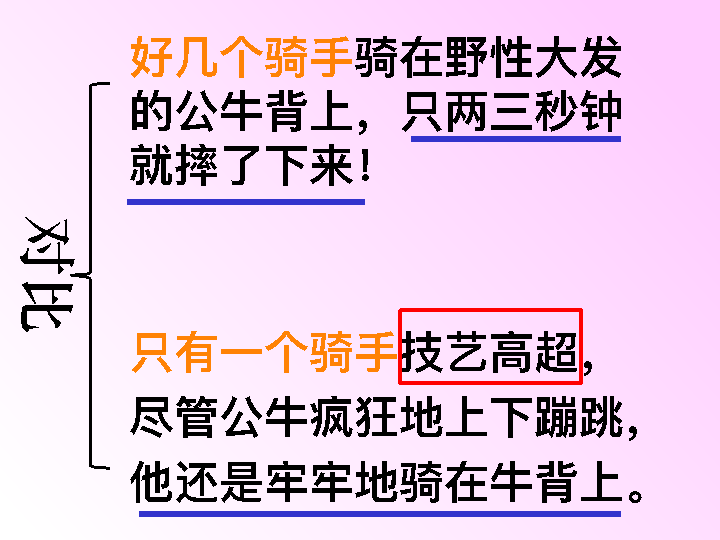 好几个骑手骑在野性大发
的公牛背上，只两三秒钟
就摔了下来！
对比
只有一个骑手技艺高超，
尽管公牛疯狂地上下蹦跳，
他还是牢牢地骑在牛背上。